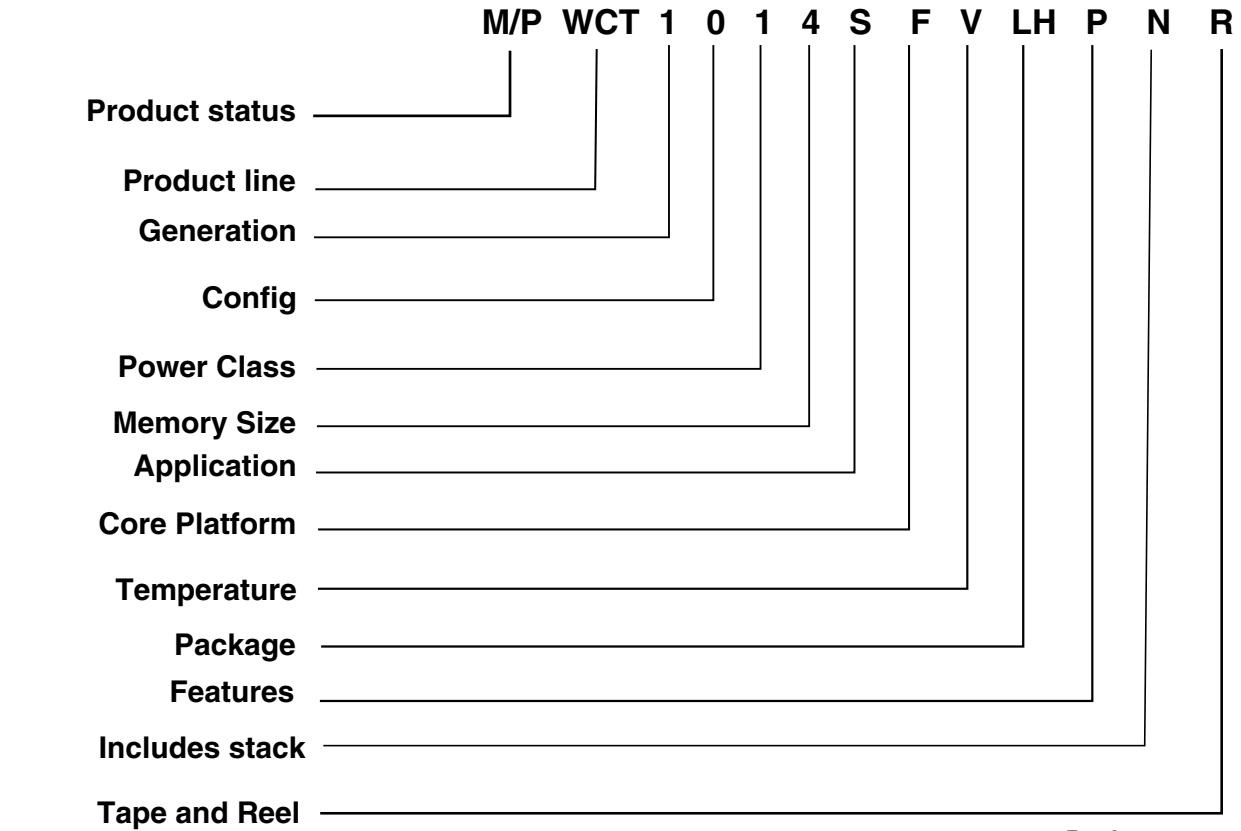 M/P WCT 1 0 1 4 S F V LH P N R
Product status
Product line
Generation
Config
Power Class
Memory Size
Application
Core Platform
Temperature
Package
Features
Includes stack
Tape and Reel